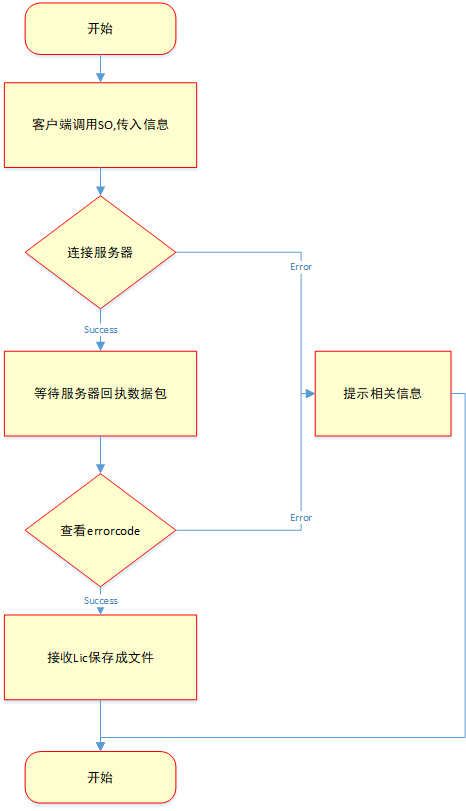 开始
客户端调用SO,传入信息
连接服务器
Error
Success
等待服务器回执数据包
提示相关信息
查看errorcode
Error
Success
接收Lic保存成文件
开始